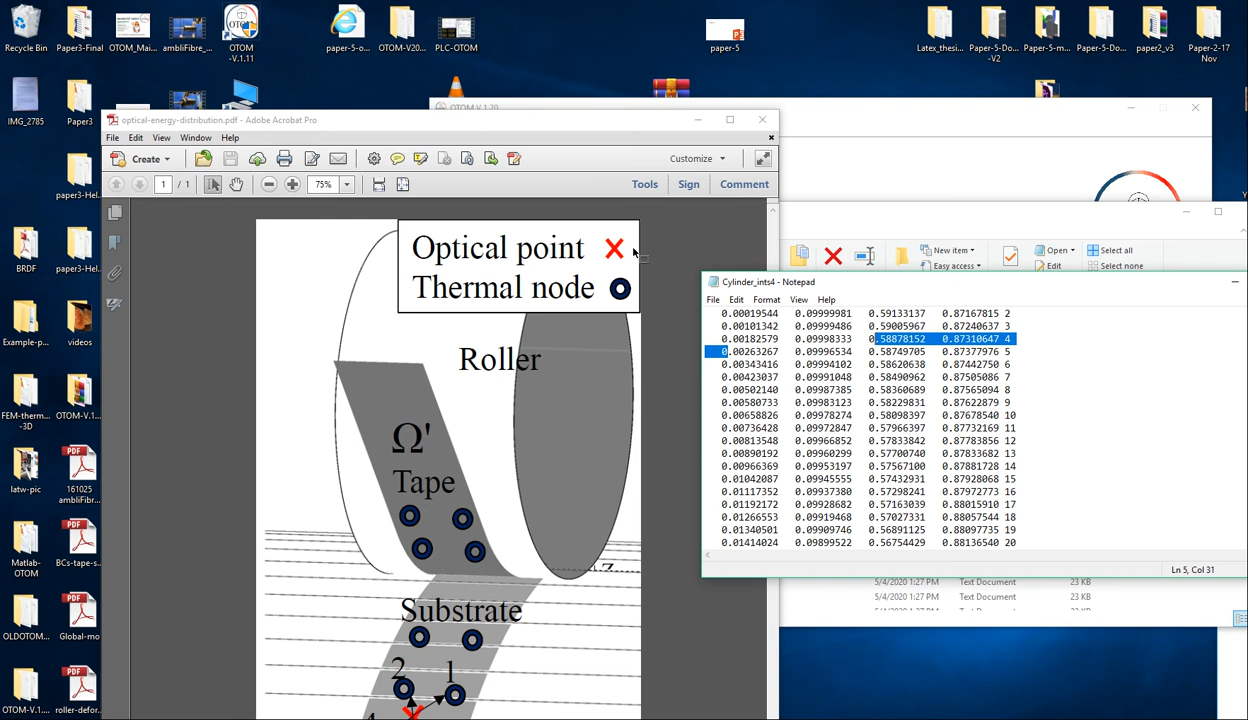 Recycle Bin
Paper3-Final
OTOM_Mai...
ambliFibre_...
OTOM
-V.1.11
paper-5-o...
OTOM-V20...
PLC-OTOM
paper-5
Latex_thesi...
Paper-5-Do...
-V2
Paper-5-m...
Paper-5-Do...
paper2_v3
Paper-2-17
Nov
IMG_2785
Paper3
paper3-Hel.
BRDF
paper3-Hel.
Example-p...
videos
FEM-therm...
-3D
OTOM-V.1.
latw-pic
161025
ambliFibr..
Matlab-
OTOM
BCs-tape-s.
OLDOTOM..
Global-mo
OTOM-V.1....
roller-defor.
OTOM V 1.20
optical-energy-distribution.pdf - Adobe Acrobat Pro
File Edit View Window Help
Create
Customize
1 / 1
75%
Tools Sign Comment
Optical point
Thermal node
Roller
Ω'
Tape
Substrate
2
1
New item
Easy access
Open
Edit
Select all
Select none
Cylinder_ints4 - Notepad
File Edit Format View Help
0.00019544 0.09999981 0.59133137 0.87167815 2
0.00101342 0.09999486 0.59005967 0.87240637 3
0.00182579 0.09998333 0.58878152 0.87310647 4
0.00263267 0.09996534 0.58749705 0.87377976 5
0.00343416 0.09994102 0.58620638 0.87442750 6
0.00423037 0.09991048 0.58490962 0.87505086 7
0.00502140 0.09987385 0.58360689 0.87565094 8
0.00580733 0.09983123 0.58229831 0.87622879 9
0.00658826 0.09978274 0.58098397 0.87678540 10
0.00736428 0.09972847 0.57966397 0.87732169 11
0.00813548 0.09966852 0.57833842 0.87783856 12
0.00890192 0.09960299 0.57700740 0.87833682 13
0.00966369 0.09953197 0.57567100 0.87881728 14
0.01042087 0.09945555 0.57432931 0.87928068 15
0.01117352 0.09937380 0.57298241 0.87972773 16
0.01192172 0.09928682 0.57163039 0.88015910 17
0.01266553 0.09919468 0.57027331 0.88057544 18
0.01340501 0.09909746 0.56891125 0.88097735 19
0.01414024 0.09899522 0.56754429 0.88136540 20
Ln 5, Col 31
5/4/2020 1:27 PM Text Document 23 KB
5/4/2020 1:27 PM Text Document 23 KB